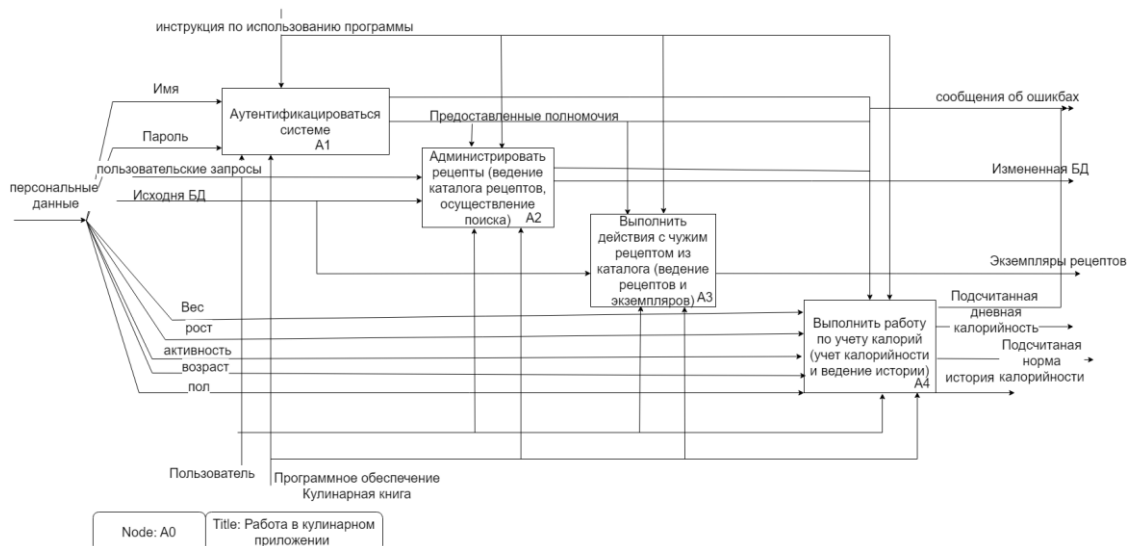 инструкция по использованию программы
Имя
Аутентификацироваться
системе
A1
сообщения об ошикбах
Предоставленные полномочия
Пароль
пользовательские запросы
Администрировать
рецепты (ведение
каталога рецептов,
осуществление
поиска)
A2
Измененная БД
персональные
данные
Исходня БД
Выполнить
действия с чужим
рецептом из
каталога (ведение
рецептов и
экземпляров)
A3
Экземпляры рецептов
Вес
рост
активность
возраст
пол
Выполнить работу
по учету калорий
(учет калорийности
и ведение истории)
A4
Подсчитанная
дневная
калорийность
Подсчитаная
норма
калорийности
история
Пользователь
Программное обеспечение
Кулинарная книга
Node: A0
Title: Работа в кулинарном
приложении